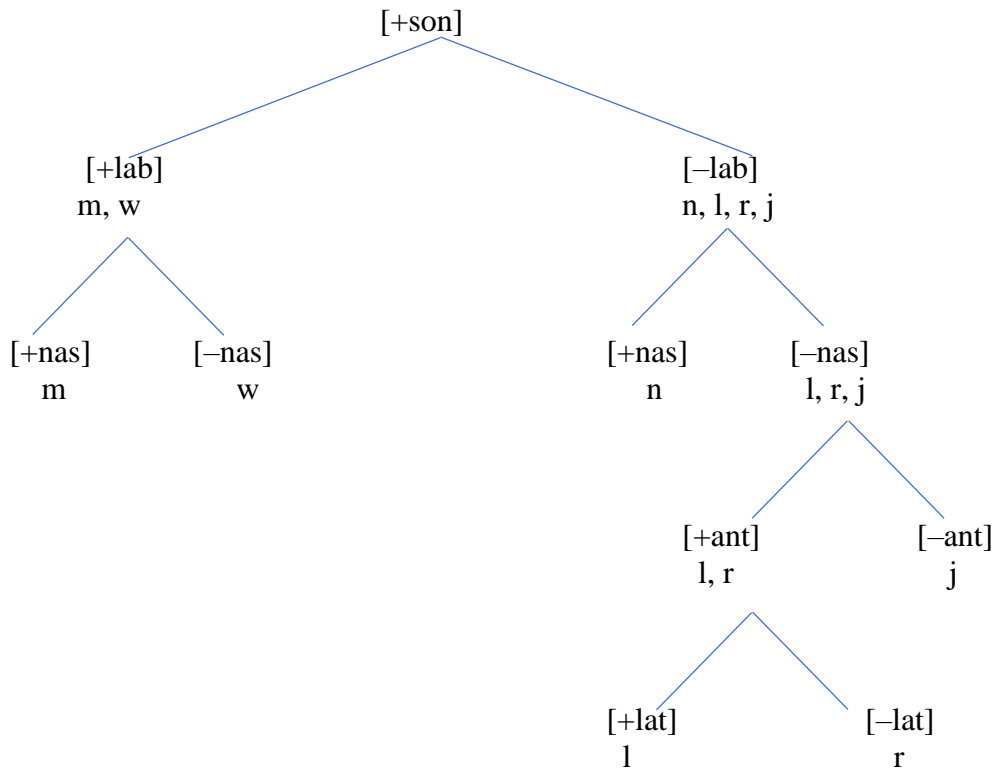 [+son]
[+lab] [–lab]
m, w n, l, r, j
[+nas] [–nas] [+nas] [–nas]
m w n l, r, j
[+ant] [–ant]
l, r j
[+lat] [–lat]
l r